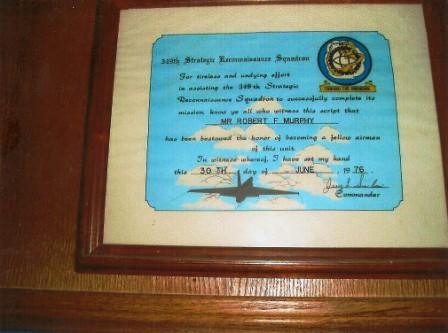 349th Strategic Reconnaissance Squadron
For tireless and undying effort
in assisting the 349th Strategic
Reconnaissance Squadron to successfully complete its
mission, know ye all who witness this script that
MR ROBERT F MURPHY
has been bestowed the honor of becoming a fellow airman
of this unit.
In witness whereof, I have set my hand
this 30TH day of JUNE, 1976
Commander